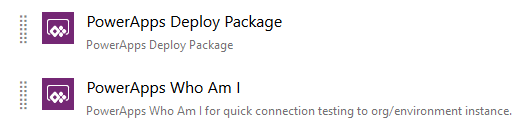 PowerApps Deploy Package
PowerApps Deploy Package
PowerApps Who Am I
PowerApps Who Am I for quick connection testing to org/environment instance.